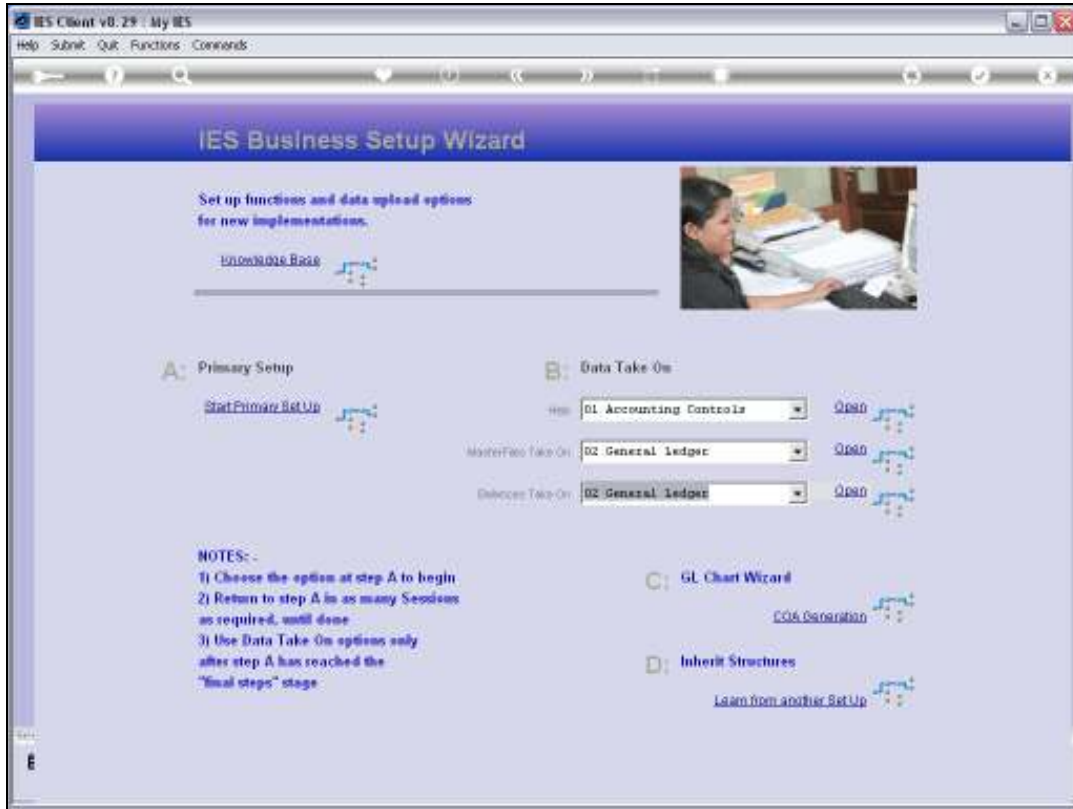 IES Client v8.29 : My IES
Help Submit Quit Functions Commands
IES Business Setup Wizard
Set up functions and data upload options
for new implementations.
Knowledge Base
A: Primary Setup
Start Primary Set Up
B: Data Take On
Help 01 Accounting Controls Open
MasterFiles Take On 02 General ledger Open
Balances Take On 02 General ledger Open
NOTES: -
1) Choose the option at step A to begin
2) Return to step A in as many Sessions
as required, until done
3) Use Data Take On options only
after step A has reached the
"final steps" stage
C: GL Chart Wizard
COA Generation
D: Inherit Structures
Learn from another Set Up